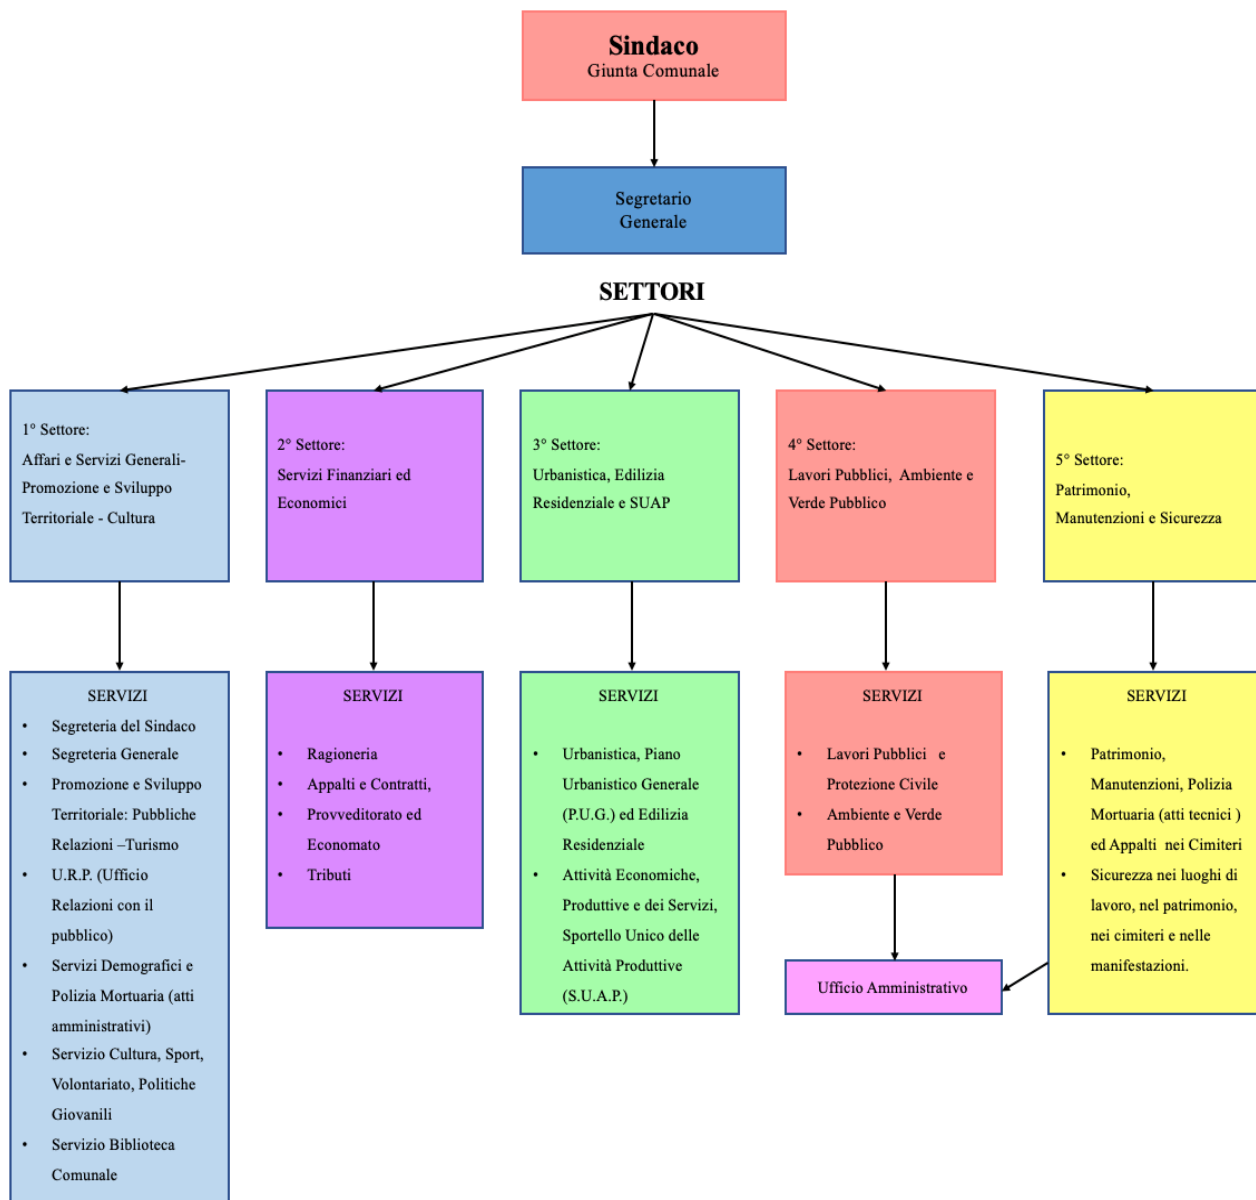 Sindaco
Giunta Comunale
Segretario
Generale
SETTORI
1° Settore:
Affari e Servizi Generali-
Promozione e Sviluppo
Territoriale - Cultura
2° Settore:
Servizi Finanziari ed
Economici
3° Settore:
Urbanistica, Edilizia
Residenziale e SUAP
4° Settore:
Lavori Pubblici, Ambiente e
Verde Pubblico
5° Settore:
Patrimonio,
Manutenzioni e Sicurezza
SERVIZI
• Segreteria del Sindaco
• Segreteria Generale
• Promozione e Sviluppo
Territoriale: Pubbliche
Relazioni –Turismo
• U.R.P. (Ufficio
Relazioni con il
pubblico)
• Servizi Demografici e
Polizia Mortuaria (atti
amministrativi)
• Servizio Cultura, Sport,
Volontariato, Politiche
Giovanili
• Servizio Biblioteca
Comunale
SERVIZI
• Ragioneria
• Appalti e Contratti,
• Provveditorato ed
Economato
• Tributi
SERVIZI
• Urbanistica, Piano
Urbanistico Generale
(P.U.G.) ed Edilizia
Residenziale
• Attività Economiche,
Produttive e dei Servizi,
Sportello Unico delle
Attività Produttive
(S.U.A.P.)
SERVIZI
• Lavori Pubblici e
Protezione Civile
• Ambiente e Verde
Pubblico
Ufficio Amministrativo
SERVIZI
• Patrimonio,
Manutenzioni, Polizia
Mortuaria (atti tecnici )
ed Appalti nei Cimiteri
• Sicurezza nei luoghi di
lavoro, nel patrimonio,
nei cimiteri e nelle
manifestazioni.